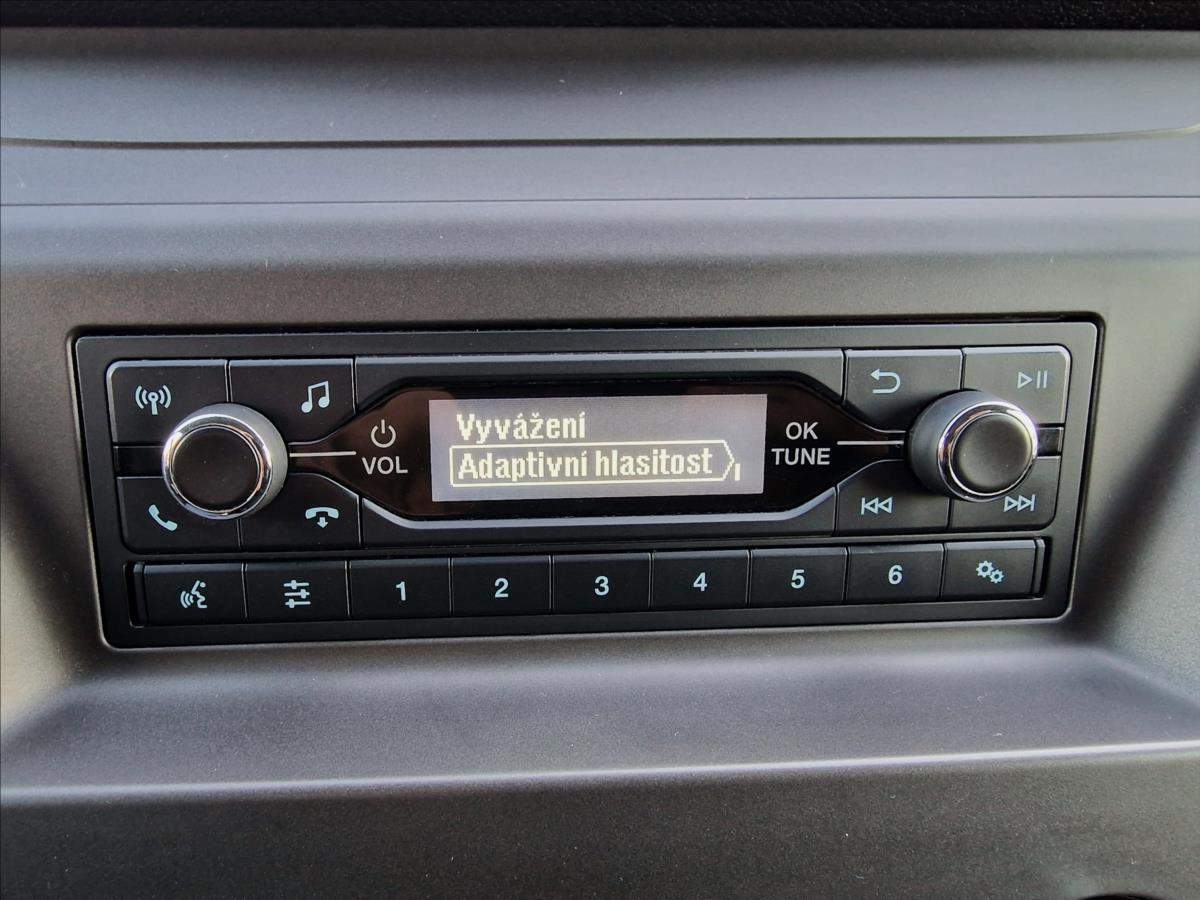 VOL
Vyvážení
Adaptivní hlasitost
OK
TUNE
1 2 3 4 5 6